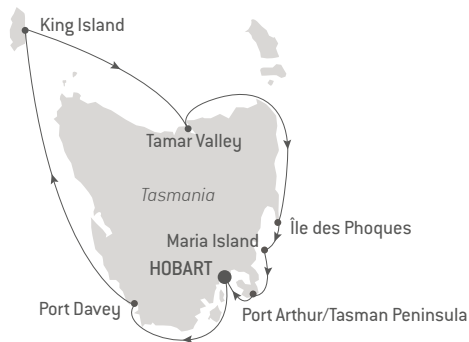 King Island
Tamar Valley
Tasmania
Île des Phoques
Maria Island
HOBART
Port Davey
Port Arthur/Tasman Peninsula